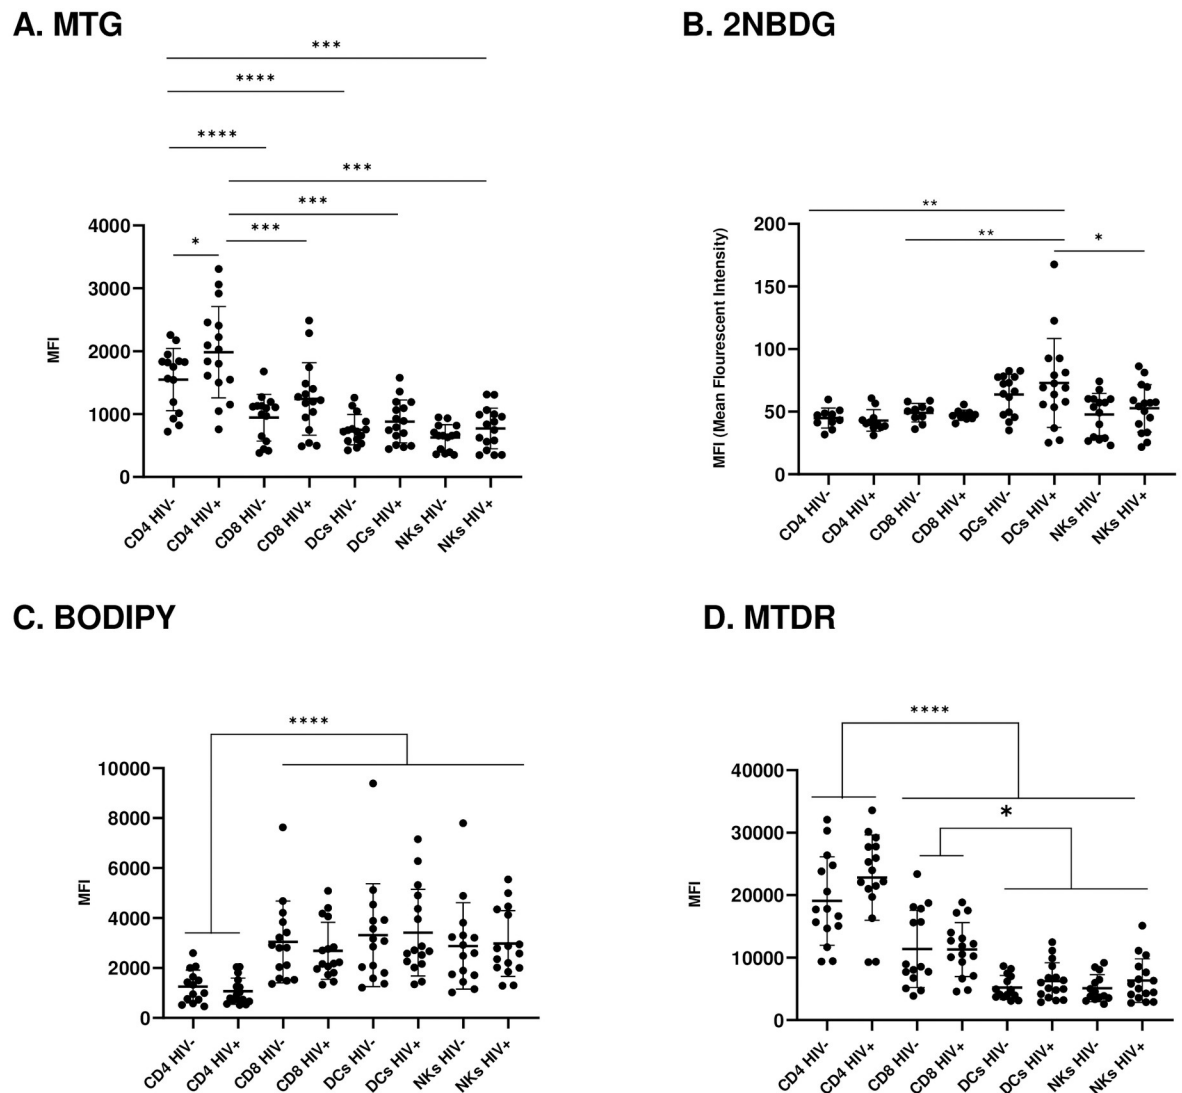 A. MTG
***
****
****
***
***
***
*
MFI
4000
3000
2000
1000
0
CD4 HIV-
CD4 HIV+
CD8 HIV-
CD8 HIV+
DCs HIV-
DCs HIV+
NKs HIV-
NKs HIV+
B. 2NBDG
**
**
*
MFI (Mean Flourescent Intensity)
200
150
100
50
0
CD4 HIV-
CD4 HIV+
CD8 HIV-
CD8 HIV+
DCs HIV-
DCs HIV+
NKs HIV-
NKs HIV+
C. BODIPY
****
MFI
10000
8000
6000
4000
2000
0
CD4 HIV-
CD4 HIV+
CD8 HIV-
CD8 HIV+
DCs HIV-
DCs HIV+
NKs HIV-
NKs HIV+
D. MTDR
****
*
MFI
40000
30000
20000
10000
0
CD4 HIV-
CD4 HIV+
CD8 HIV-
CD8 HIV+
DCs HIV-
DCs HIV+
NKs HIV-
NKs HIV+